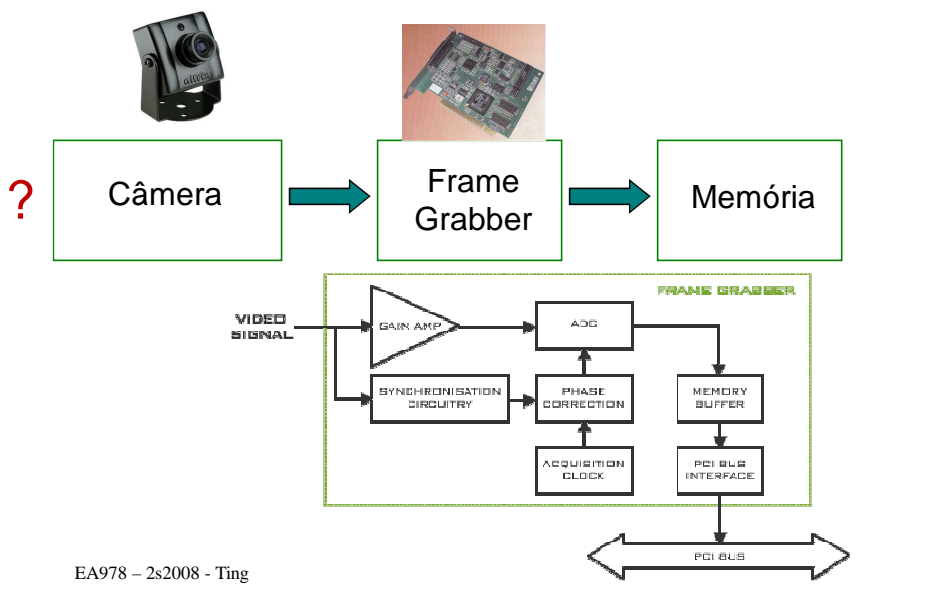 ?
Câmera
Frame
Grabber
Memória
FRAME GRABBER
VIDEO
SIGNAL
GAIN AMP
ADC
SYNCHRONISATION
CIRCUITRY
PHASE
CORRECTION
MEMORY
BUFFER
ACQUISITION
CLOCK
PCI BUS
INTERFACE
PCI BUS
EA978 – 2s2008 - Ting